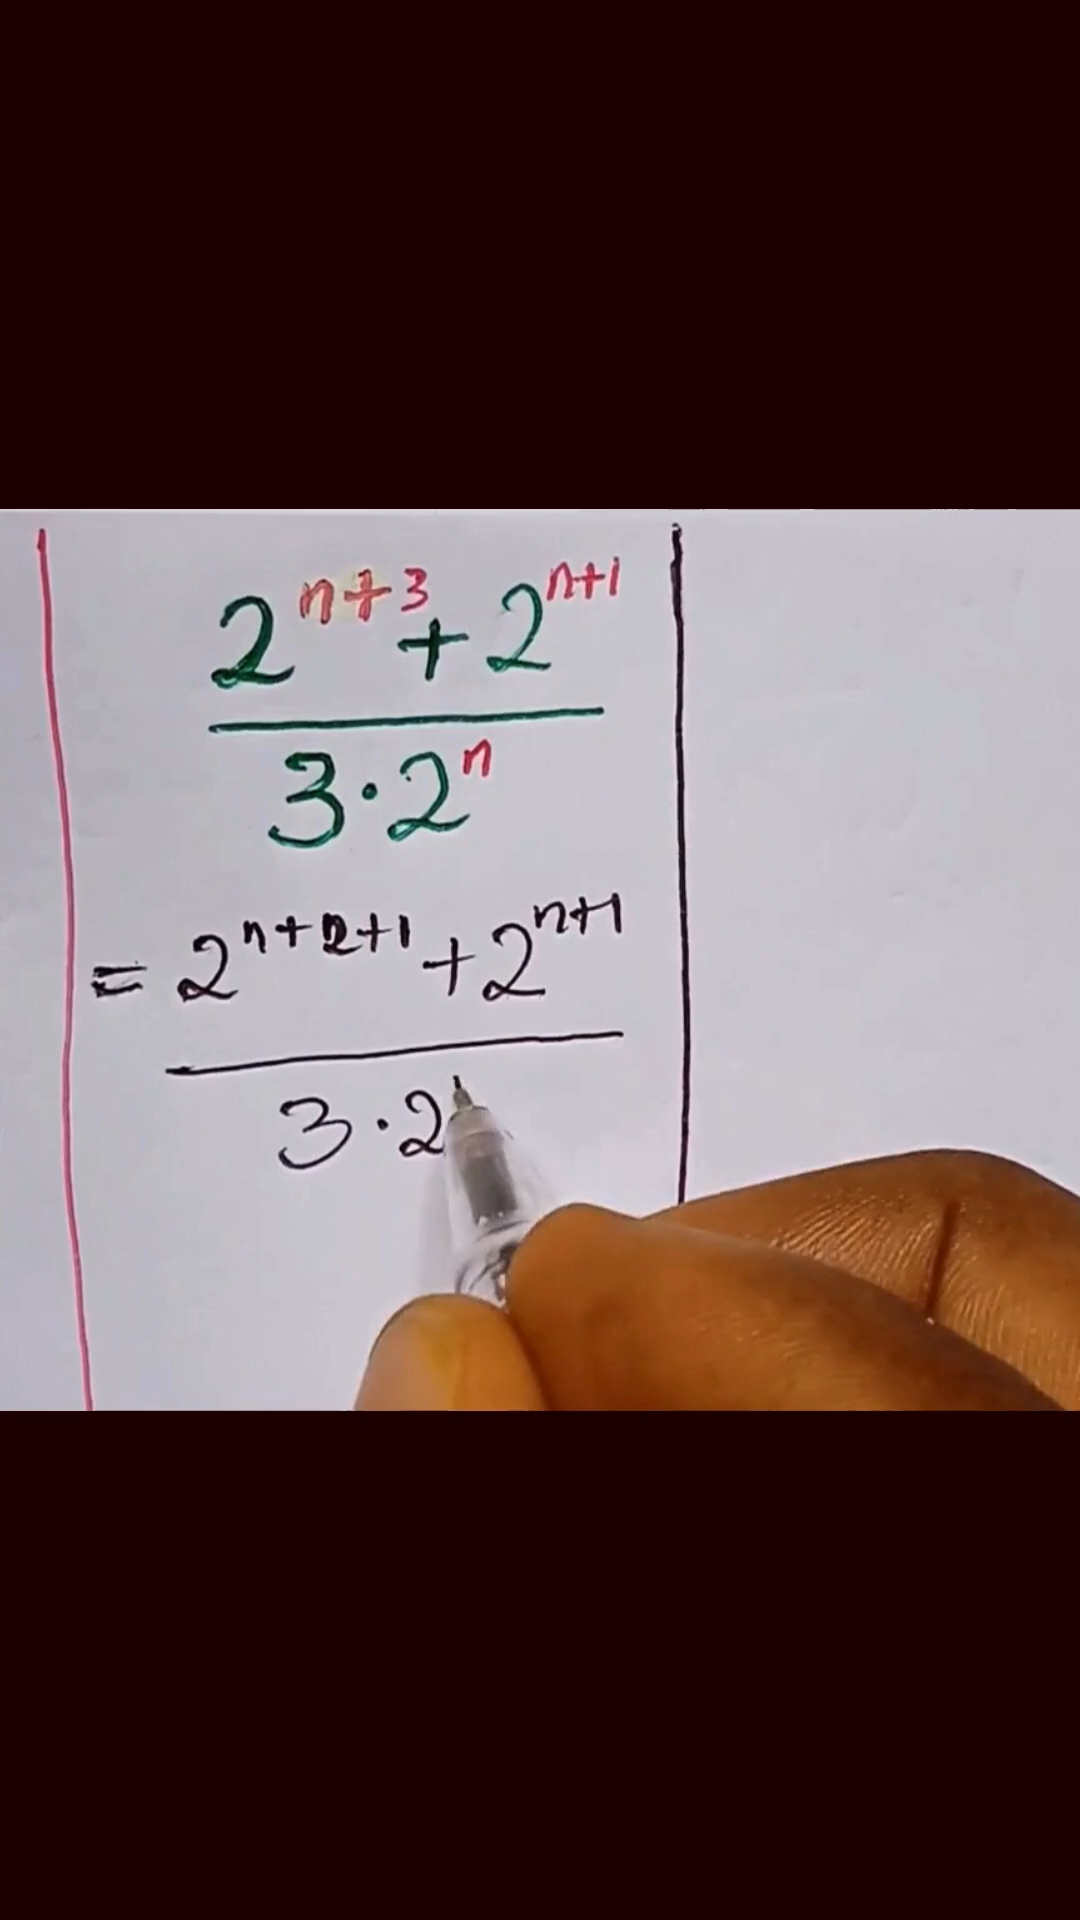 2^{n+3} + 2^{n+1}
3·2^n
= 2^{n+2+1} + 2^{n+1}
3·2